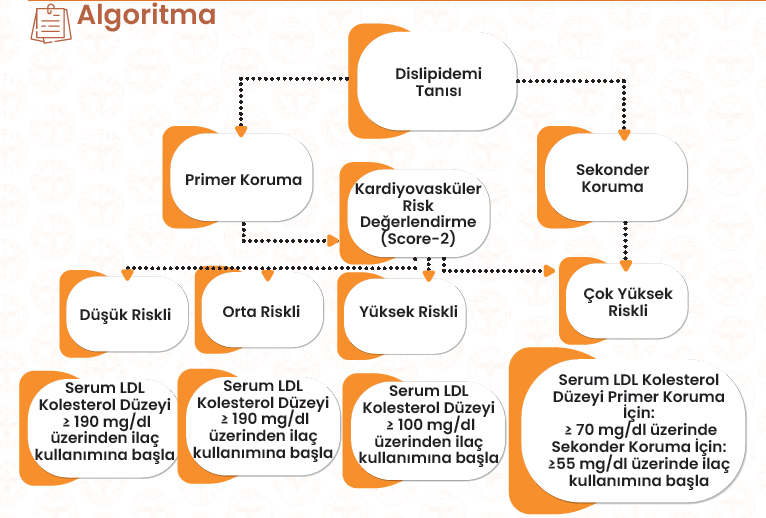 Algoritma
Dislipidemi
Tanısı
Primer Koruma
Kardiyovasküler
Risk
Değerlendirme
(Score-2)
Sekonder
Koruma
Düşük Riskli
Orta Riskli
Yüksek Riskli
Çok Yüksek
Riskli
Serum LDL
Kolesterol Düzeyi
≥ 190 mg/dl
üzerinden ilaç
kullanımına başla
Serum LDL
Kolesterol Düzeyi
≥ 190 mg/dl
üzerinden ilaç
kullanımına başla
Serum LDL
Kolesterol Düzeyi
≥ 100 mg/dl
üzerinden ilaç
kullanımına başla
Serum LDL Kolesterol
Düzeyi Primer Koruma
İçin:
≥ 70 mg/dl üzerinde
Sekonder Koruma İçin:
≥55 mg/dl üzerinde ilaç
kullanımına başla